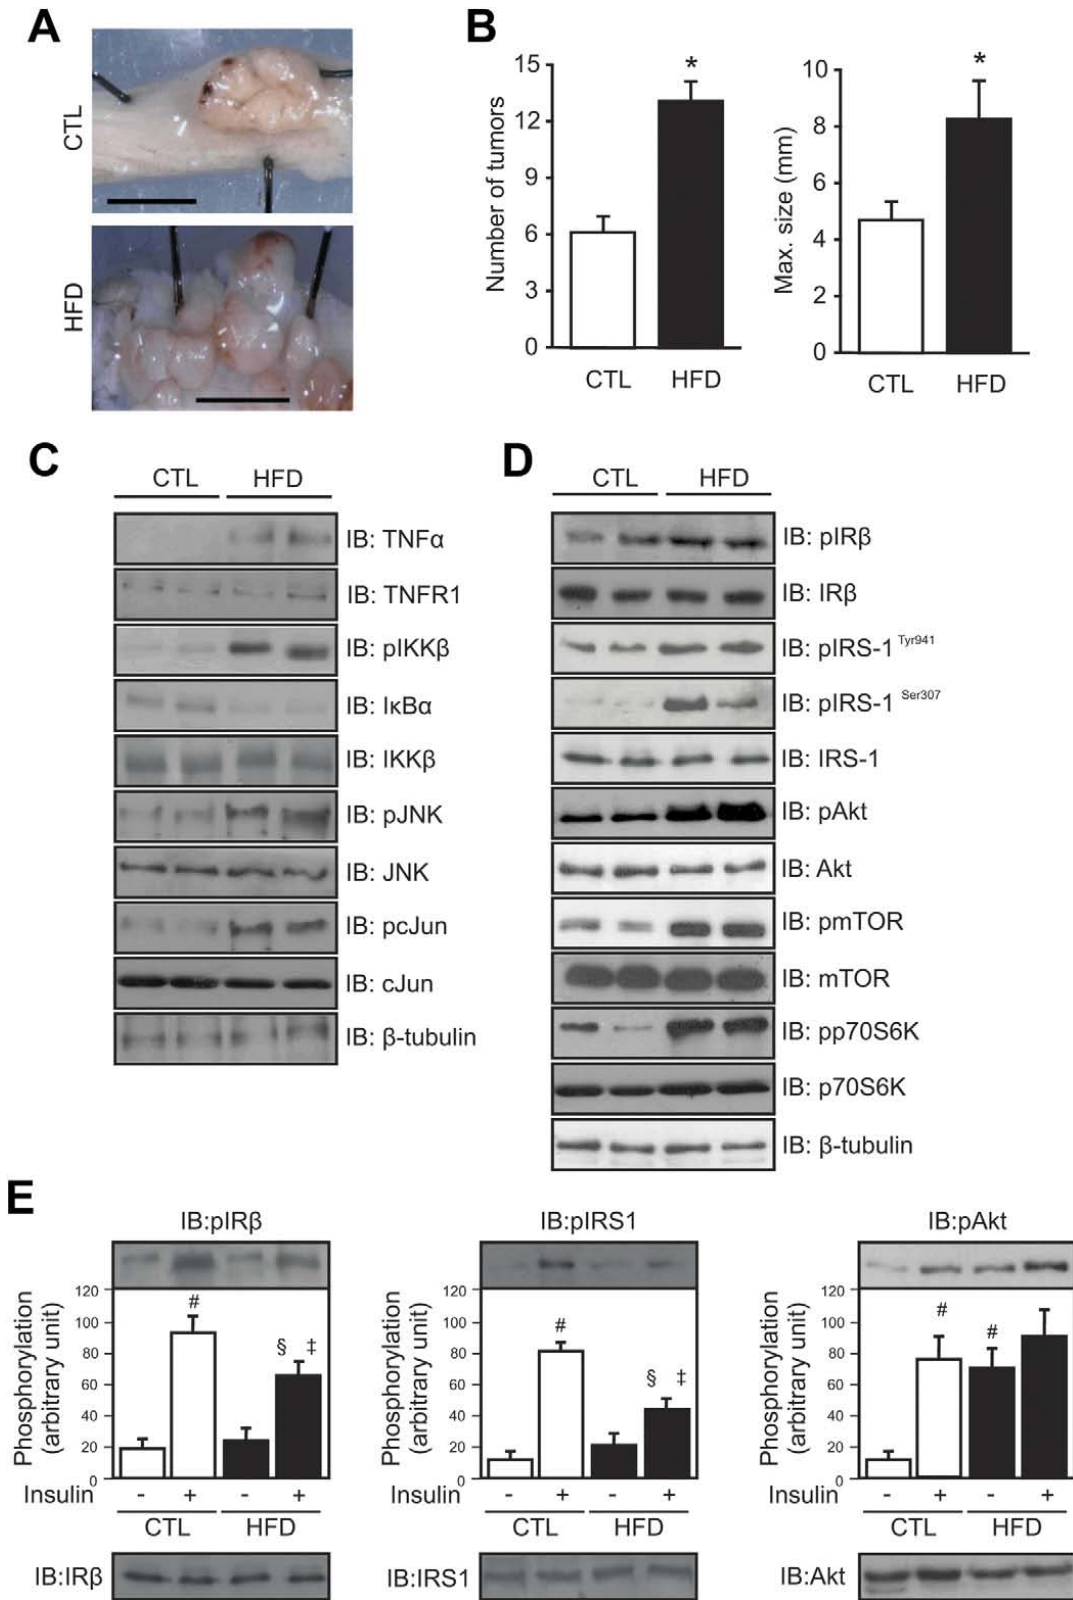 A
CTL
HFD
B
Number of tumors
15
12
9
6
3
0
*
CTL
HFD
Max. size (mm)
10
8
6
4
2
0
*
CTL
HFD
C
CTL HFD
IB: TNFα
IB: TNFR1
IB: pIKKβ
IB: IκBα
IB: IKKβ
IB: pJNK
IB: JNK
IB: pcJun
IB: cJun
IB: β-tubulin
D
CTL HFD
IB: pIRβ
IB: IRβ
IB: pIRS-1 Tyr941
IB: pIRS-1 Ser307
IB: IRS-1
IB: pAkt
IB: Akt
IB: pmTOR
IB: mTOR
IB: pp70S6K
IB: p70S6K
IB: β-tubulin
E
IB:pIRβ
Phosphorylation
(arbitrary unit)
120
100
80
60
40
20
0
#
§ ‡
Insulin - + - +
CTL HFD
IB:IRβ
IB:pIRS1
Phosphorylation
(arbitrary unit)
120
100
80
60
40
20
0
#
§ ‡
Insulin - + - +
CTL HFD
IB:IRS1
IB:pAkt
Phosphorylation
(arbitrary unit)
120
100
80
60
40
20
0
# #
Insulin - + - +
CTL HFD
IB:Akt